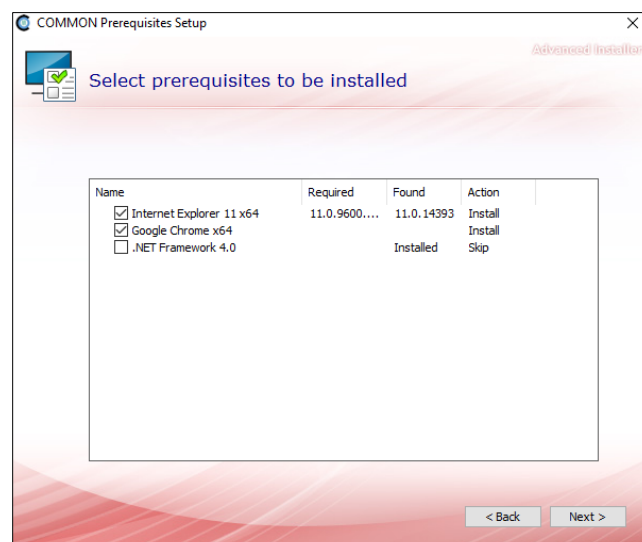 COMMON Prerequisites Setup
Advanced Installer
Select prerequisites to be installed
Name Required Found Action
Internet Explorer 11 x64 11.0.9600.... 11.0.14393 Install
Google Chrome x64 Install
.NET Framework 4.0 Installed Skip
< Back Next >